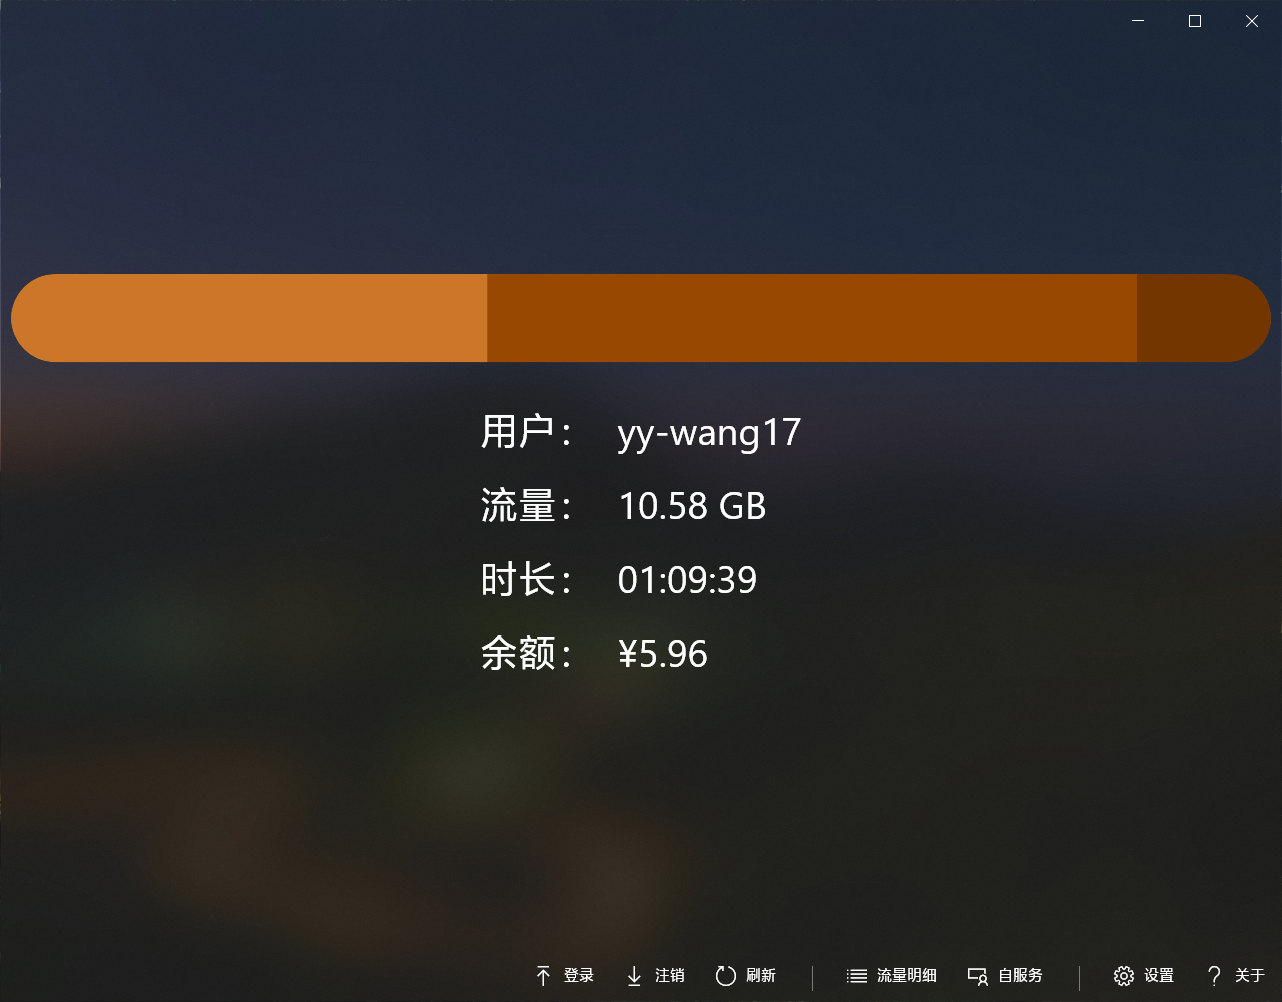 用户： yy-wang17
流量： 10.58 GB
时长： 01:09:39
余额： ¥5.96
登录 注销 刷新 流量明细 自服务 设置 关于